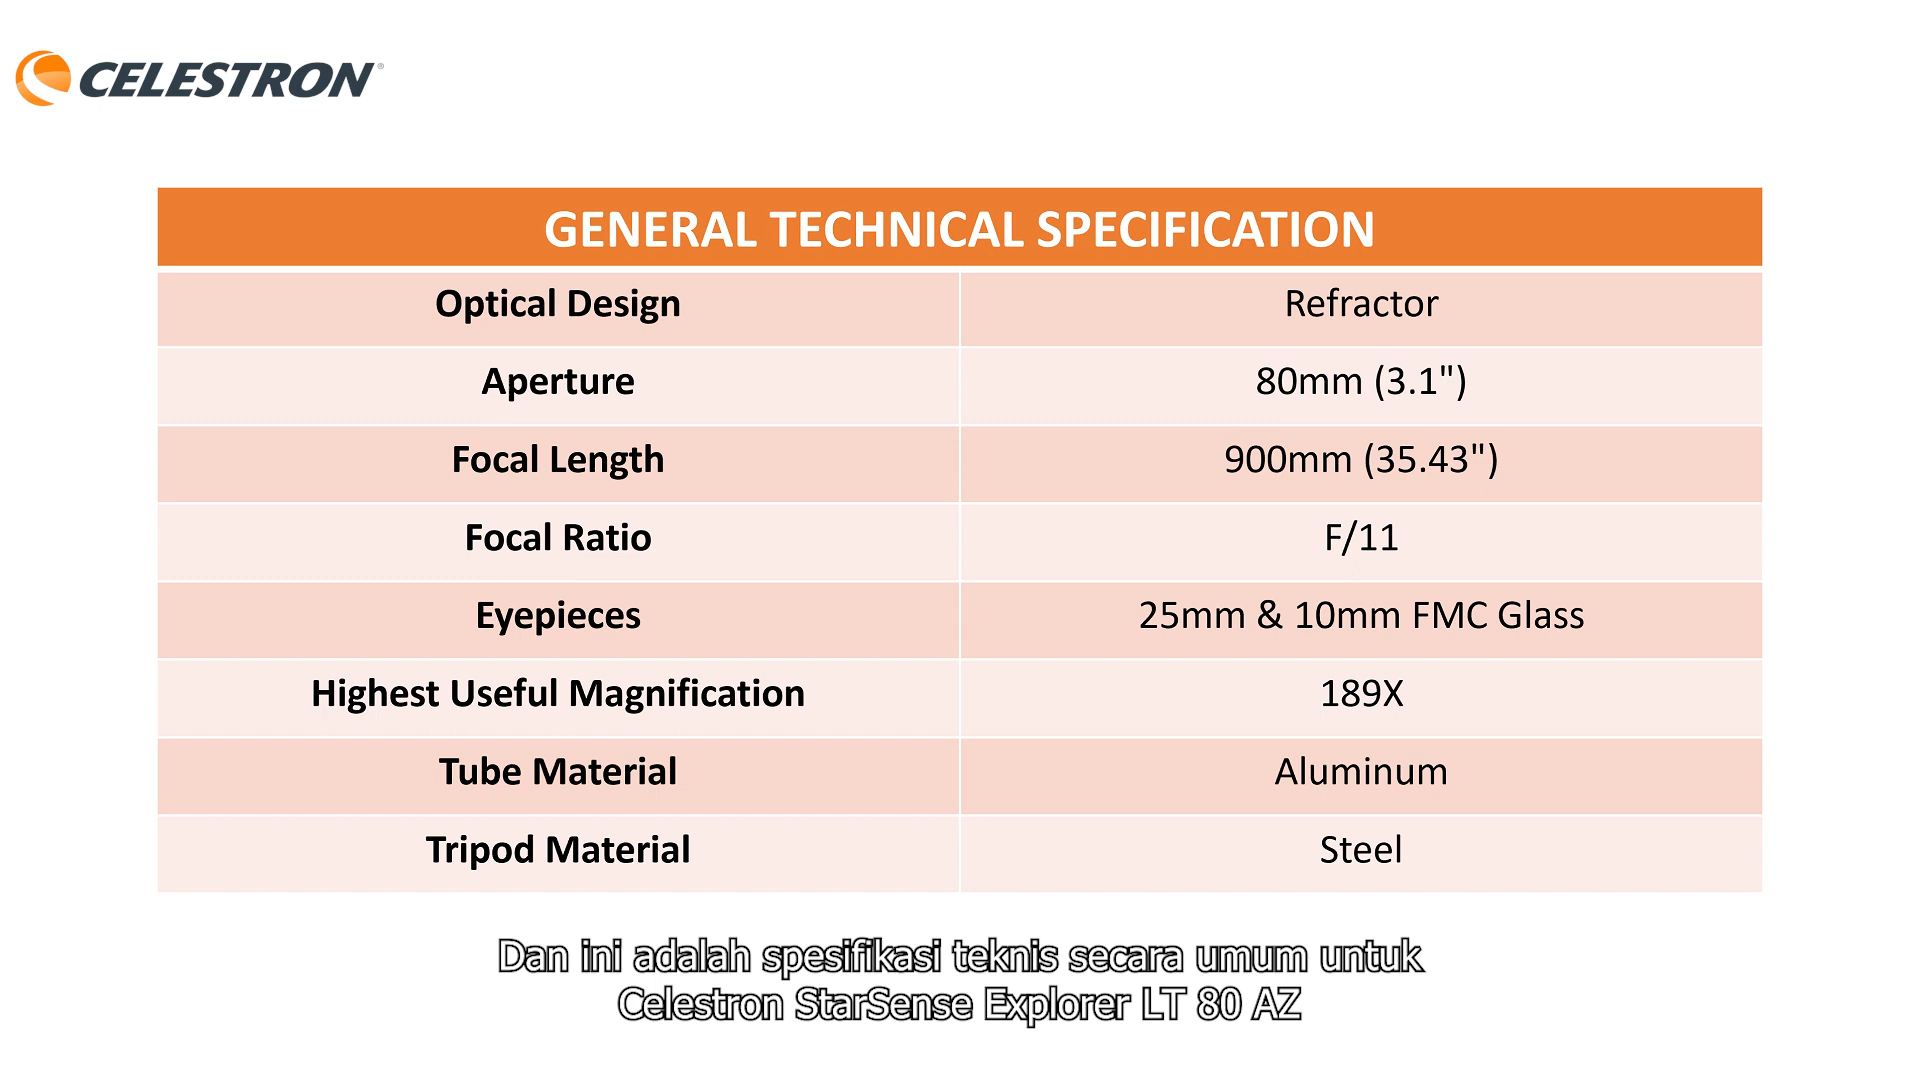 CELESTRON®
GENERAL TECHNICAL SPECIFICATION
Optical Design Refractor
Aperture 80mm (3.1")
Focal Length 900mm (35.43")
Focal Ratio F/11
Eyepieces 25mm & 10mm FMC Glass
Highest Useful Magnification 189X
Tube Material Aluminum
Tripod Material Steel
Dan ini adalah spesifikasi teknis secara umum untuk
Celestron StarSense Explorer LT 80 AZ